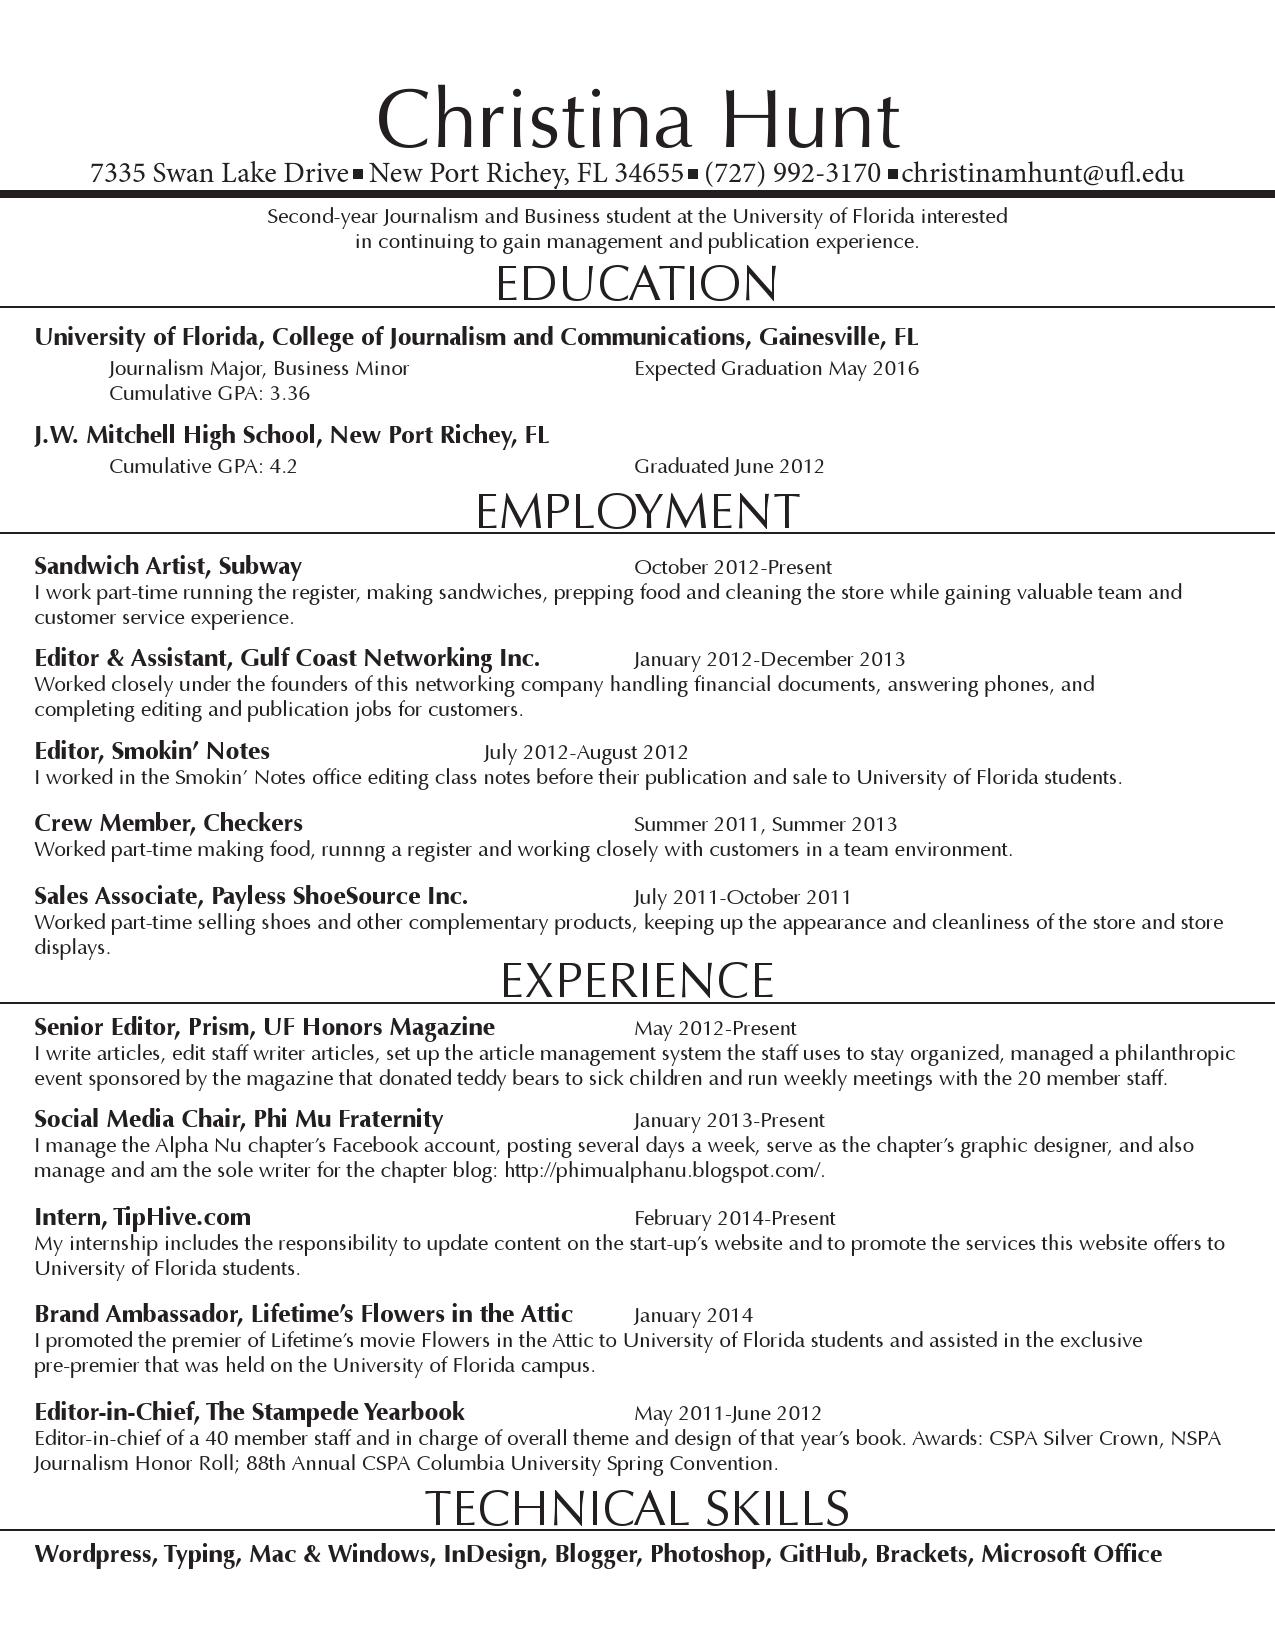 Christina Hunt
7335 Swan Lake Drive▪New Port Richey, FL 34655▪(727) 992-3170 ▪christinamhunt@ufl.edu
Second-year Journalism and Business student at the University of Florida interested
in continuing to gain management and publication experience.
EDUCATION
University of Florida, College of Journalism and Communications, Gainesville, FL
Journalism Major, Business Minor Expected Graduation May 2016
Cumulative GPA: 3.36
J.W. Mitchell High School, New Port Richey, FL
Cumulative GPA: 4.2 Graduated June 2012
EMPLOYMENT
Sandwich Artist, Subway October 2012-Present
I work part-time running the register, making sandwiches, prepping food and cleaning the store while gaining valuable team and
customer service experience.
Editor & Assistant, Gulf Coast Networking Inc. January 2012-December 2013
Worked closely under the founders of this networking company handling financial documents, answering phones, and
completing editing and publication jobs for customers.
Editor, Smokin’ Notes July 2012-August 2012
I worked in the Smokin’ Notes office editing class notes before their publication and sale to University of Florida students.
Crew Member, Checkers Summer 2011, Summer 2013
Worked part-time making food, runnng a register and working closely with customers in a team environment.
Sales Associate, Payless ShoeSource Inc. July 2011-October 2011
Worked part-time selling shoes and other complementary products, keeping up the appearance and cleanliness of the store and store
displays.
EXPERIENCE
Senior Editor, Prism, UF Honors Magazine May 2012-Present
I write articles, edit staff writer articles, set up the article management system the staff uses to stay organized, managed a philanthropic
event sponsored by the magazine that donated teddy bears to sick children and run weekly meetings with the 20 member staff.
Social Media Chair, Phi Mu Fraternity January 2013-Present
I manage the Alpha Nu chapter’s Facebook account, posting several days a week, serve as the chapter’s graphic designer, and also
manage and am the sole writer for the chapter blog: http://phimualphanu.blogspot.com/.
Intern, TipHive.com February 2014-Present
My internship includes the responsibility to update content on the start-up’s website and to promote the services this website offers to
University of Florida students.
Brand Ambassador, Lifetime’s Flowers in the Attic January 2014
I promoted the premier of Lifetime’s movie Flowers in the Attic to University of Florida students and assisted in the exclusive
pre-premier that was held on the University of Florida campus.
Editor-in-Chief, The Stampede Yearbook May 2011-June 2012
Editor-in-chief of a 40 member staff and in charge of overall theme and design of that year’s book. Awards: CSPA Silver Crown, NSPA
Journalism Honor Roll; 88th Annual CSPA Columbia University Spring Convention.
TECHNICAL SKILLS
Wordpress, Typing, Mac & Windows, InDesign, Blogger, Photoshop, GitHub, Brackets, Microsoft Office